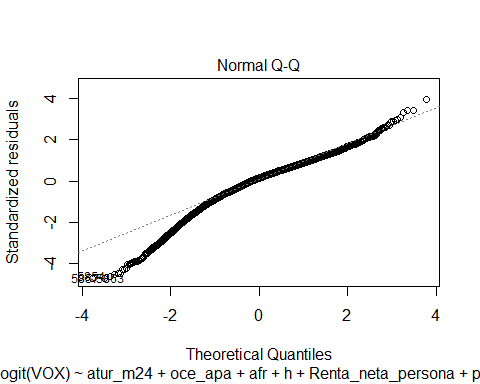 Normal Q-Q
Standardized residuals
4
2
0
-2
-4
-4
-2
0
2
4
Theoretical Quantiles
ogit(VOX) ~ atur_m24 + oce_apa + afr + h + Renta_neta_persona + p